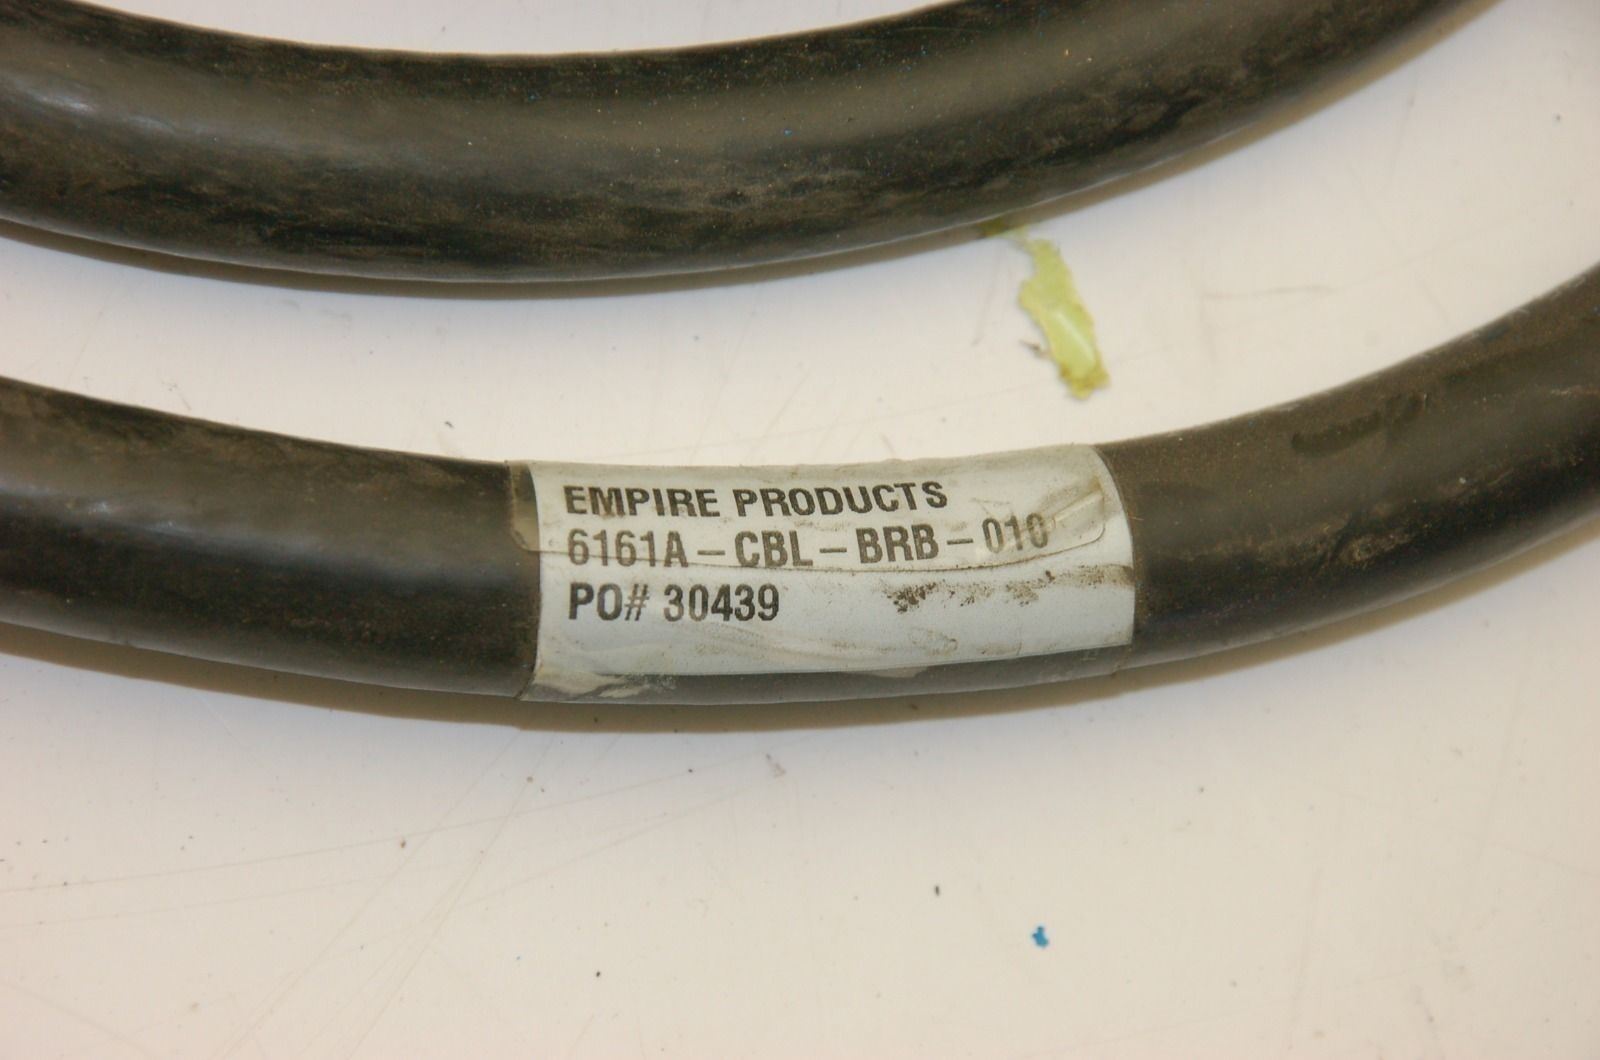 EMPIRE PRODUCTS
6161A-CBL-BRB-010
PO# 30439